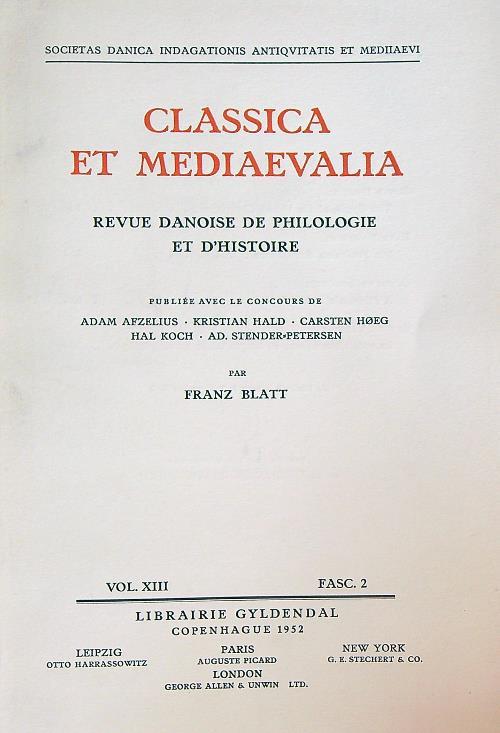 SOCIETAS DANICA INDAGATIONIS ANTIQVITATIS ET MEDIIAEVI
CLASSICA
ET MEDIAEVALIA
REVUE DANOISE DE PHILOLOGIE
ET D'HISTOIRE
PUBLIÉE AVEC LE CONCOURS DE
ADAM AFZELIUS · KRISTIAN HALD · CARSTEN HØEG
HAL KOCH · AD. STENDER-PETERSEN
PAR
FRANZ BLATT
VOL. XIII FASC. 2
LIBRAIRIE GYLDENDAL
COPENHAGUE 1952
LEIPZIG PARIS NEW YORK
OTTO HARRASSOWITZ AUGUSTE PICARD G. E. STECHERT & CO.
LONDON
GEORGE ALLEN & UNWIN LTD.